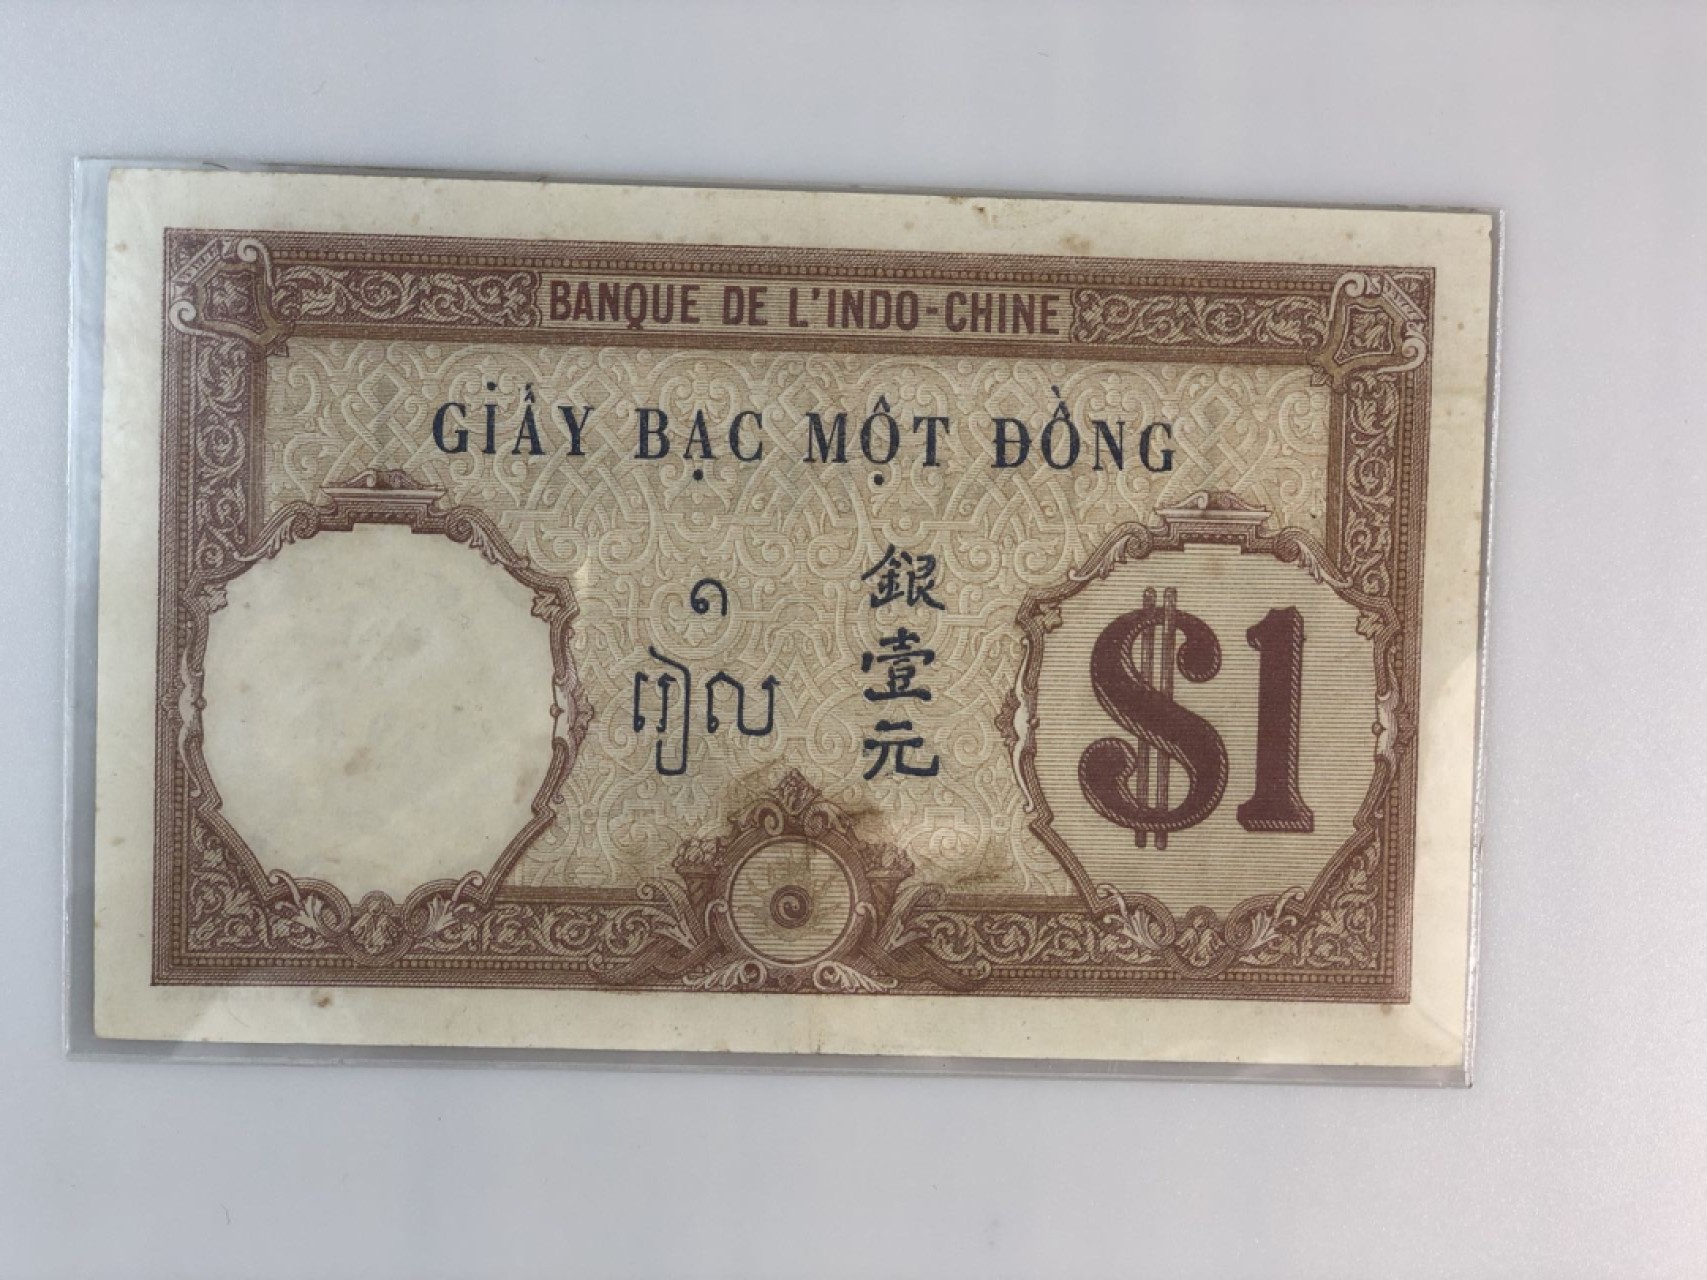 BANQUE DE L'INDO-CHINE
GIẤY BẠC MỘT ĐỒNG
១
រៀល
銀壹元
$1